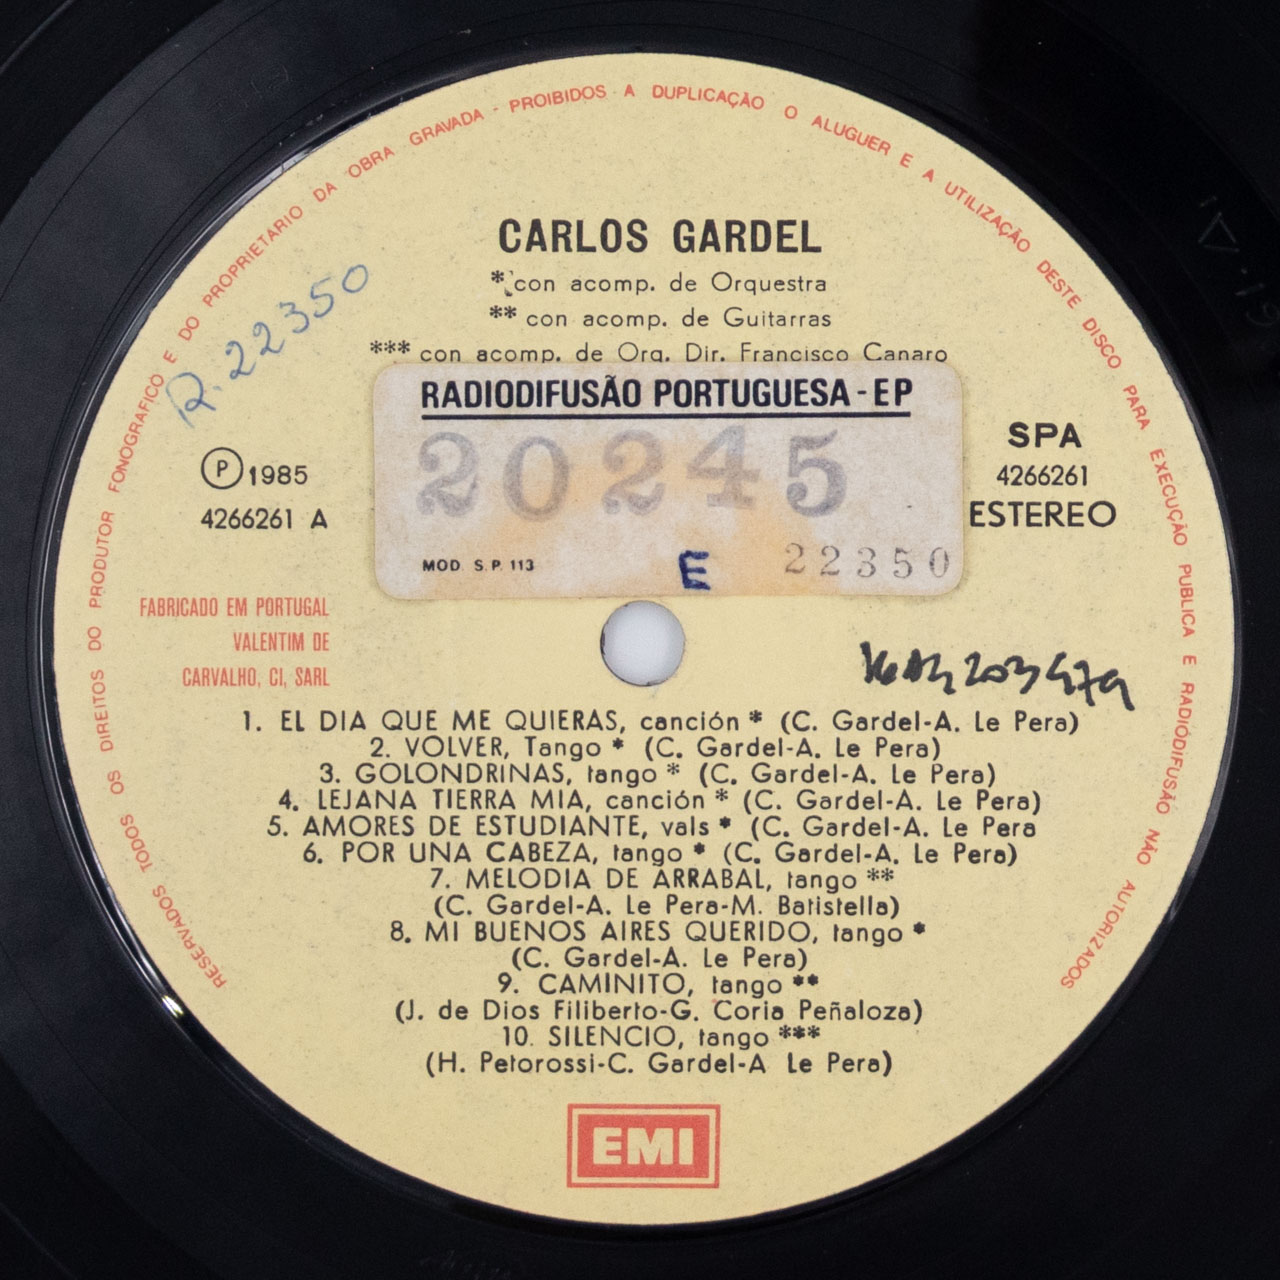 RESERVADOS TODOS OS DIREITOS DO PRODUTOR FONOGRAFICO E DO PROPRIETARIO DA OBRA GRAVADA - PROIBIDOS A DUPLICAÇÃO O ALUGUER E A UTILIZAÇÃO DESTE DISCO PARA EXECUÇÃO PUBLICA E RADIÓDIFUSÃO NÃO AUTORIZADOS
CARLOS GARDEL
* con acomp. de Orquestra
** con acomp. de Guitarras
*** con acomp. de Orq. Dir. Francisco Canaro
R. 22350
RADIODIFUSÃO PORTUGUESA - EP
20245
MOD. S.P. 113
E
22350
Ⓟ 1985
4266261 A
SPA
4266261
ESTEREO
FABRICADO EM PORTUGAL
VALENTIM DE
CARVALHO, CI, SARL
1. EL DIA QUE ME QUIERAS, canción * (C. Gardel-A. Le Pera)
2. VOLVER, Tango * (C. Gardel-A. Le Pera)
3. GOLONDRINAS, tango * (C. Gardel-A. Le Pera)
4. LEJANA TIERRA MIA, canción * (C. Gardel-A. Le Pera)
5. AMORES DE ESTUDIANTE, vals * (C. Gardel-A. Le Pera
6. POR UNA CABEZA, tango * (C. Gardel-A. Le Pera)
7. MELODIA DE ARRABAL, tango **
(C. Gardel-A. Le Pera-M. Batistella)
8. MI BUENOS AIRES QUERIDO, tango *
(C. Gardel-A. Le Pera)
9. CAMINITO, tango **
(J. de Dios Filiberto-G. Coria Peñaloza)
10. SILENCIO, tango ***
(H. Petorossi-C. Gardel-A Le Pera)
EMI